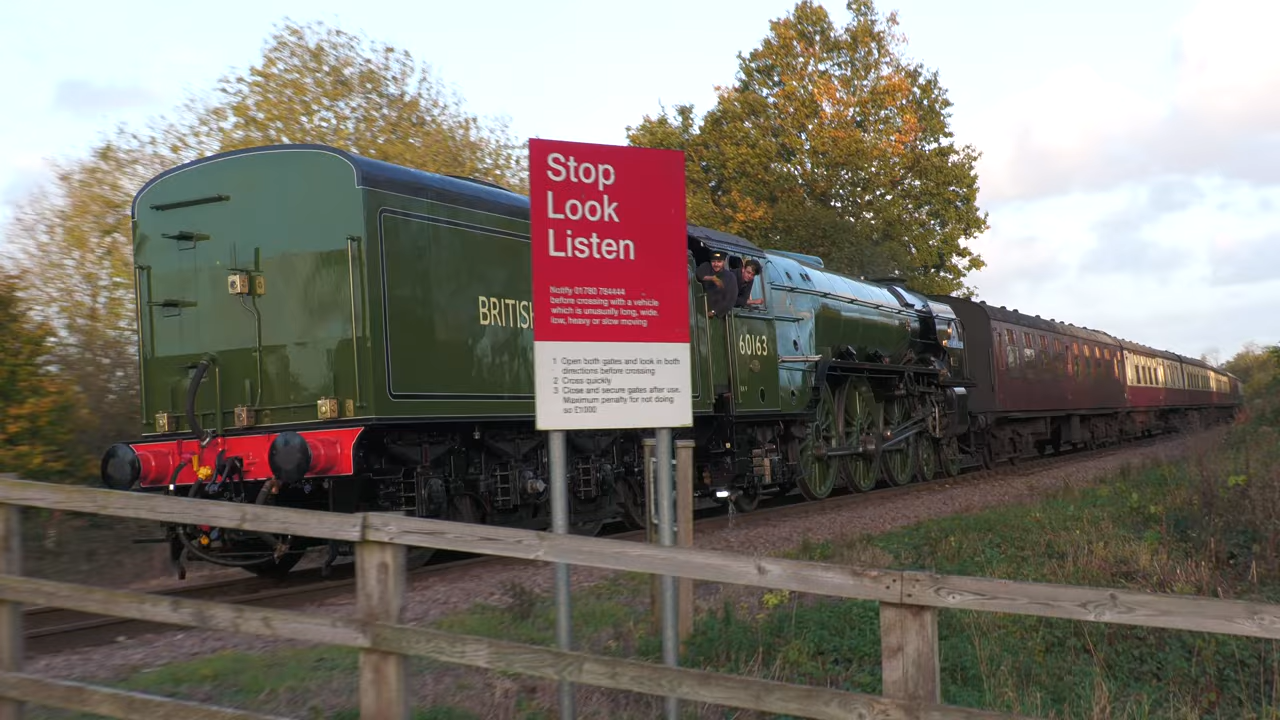 Stop
Look
Listen
Notify 01780 784444
before crossing with a vehicle
which is unusually long, wide,
low, heavy or slow moving
1 Open both gates and look in both
directions before crossing
2 Cross quickly
3 Close and secure gates after use.
Maximum penalty for not doing
so £1000
BRITIS
60163